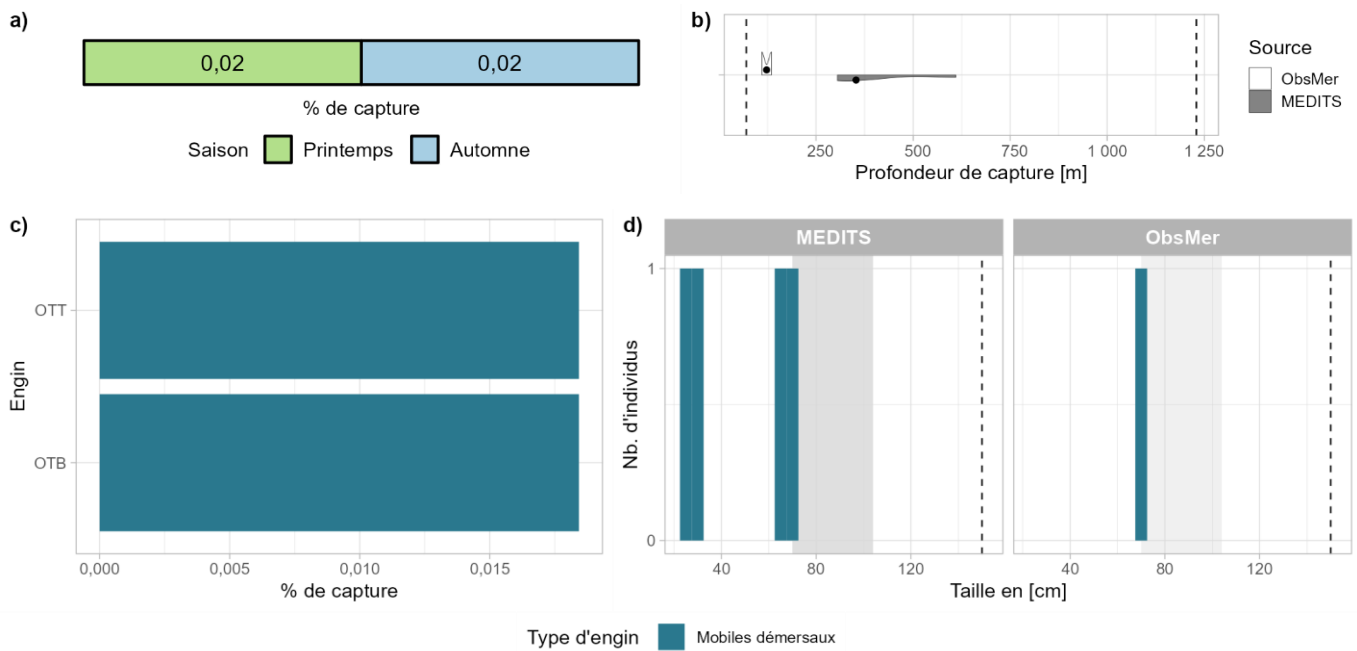 a)
0,02 0,02
% de capture
Saison Printemps Automne
b)
250 500 750 1 000 1 250
Profondeur de capture [m]
Source
ObsMer
MEDITS
c)
Engin
OTT
OTB
0,000 0,005 0,010 0,015
% de capture
d)
MEDITS ObsMer
Nb. d'individus
1
0
40 80 120 40 80 120
Taille en [cm]
Type d'engin Mobiles démersaux